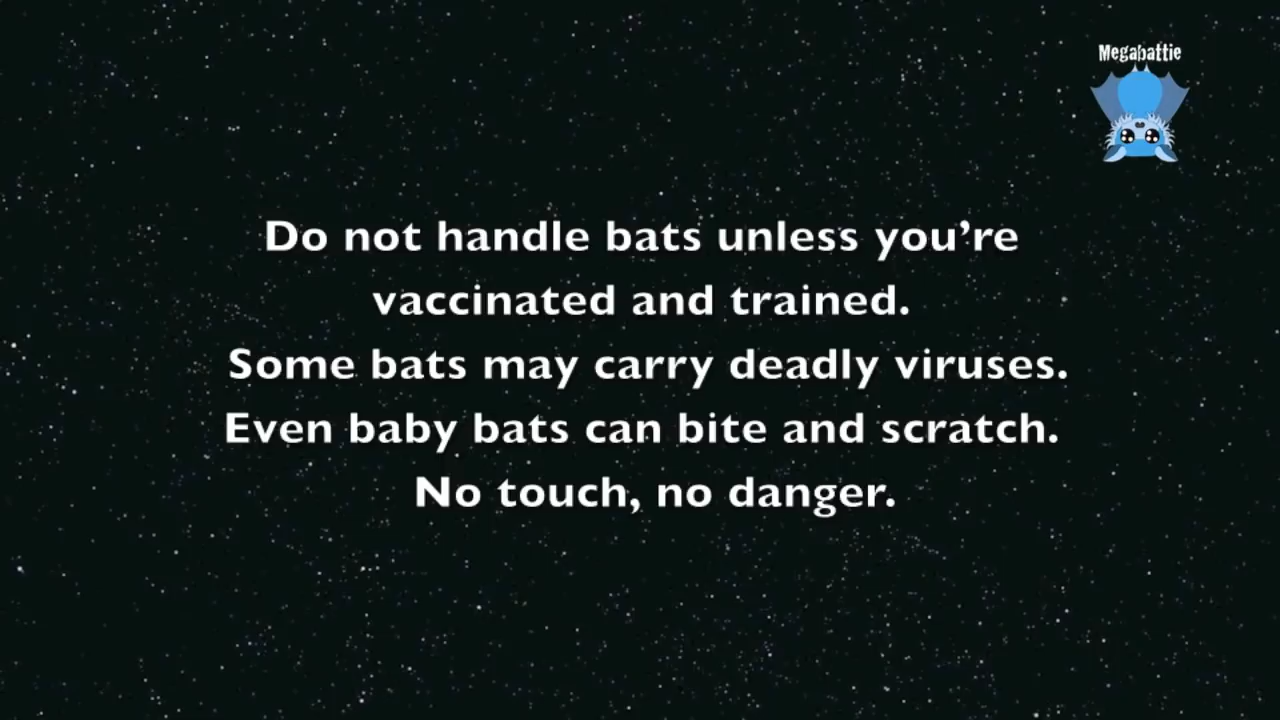 Megabattie
Do not handle bats unless you’re
vaccinated and trained.
Some bats may carry deadly viruses.
Even baby bats can bite and scratch.
No touch, no danger.